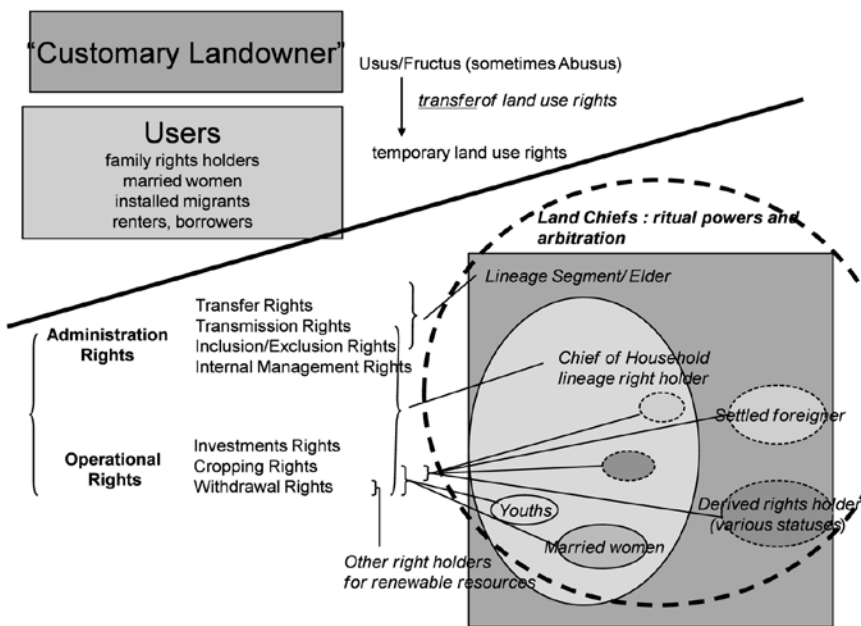 “Customary Landowner”
Usus/Fructus (sometimes Abusus)
transferof land use rights
temporary land use rights
Users
family rights holders
married women
installed migrants
renters, borrowers
Land Chiefs : ritual powers and
arbitration
Lineage Segment/ Elder
Administration
Rights
Transfer Rights
Transmission Rights
Inclusion/Exclusion Rights
Internal Management Rights
Chief of Household
lineage right holder
Settled foreigner
Operational
Rights
Investments Rights
Cropping Rights
Withdrawal Rights
Youths
Married women
Derived rights holder
(various statuses)
Other right holders
for renewable resources